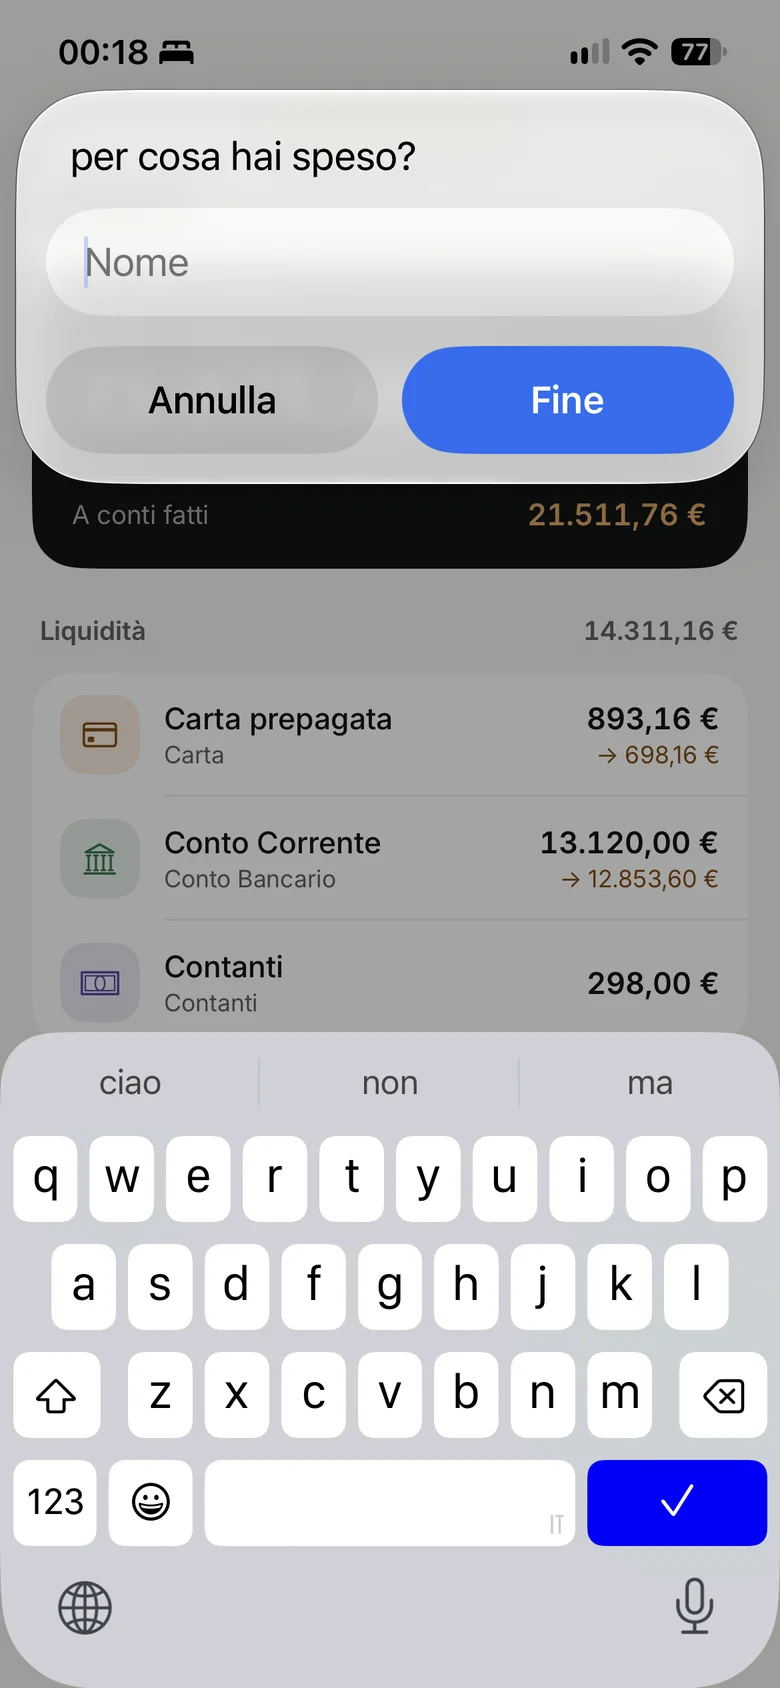 00:18
77
per cosa hai speso?
Nome
Annulla
Fine
A conti fatti
21.511,76 €
Liquidità
14.311,16 €
Carta prepagata
893,16 €
Carta
→ 698,16 €
Conto Corrente
13.120,00 €
Conto Bancario
→ 12.853,60 €
Contanti
298,00 €
Contanti
ciao non ma
q w e r t y u i o p
a s d f g h j k l
z x c v b n m
123
IT